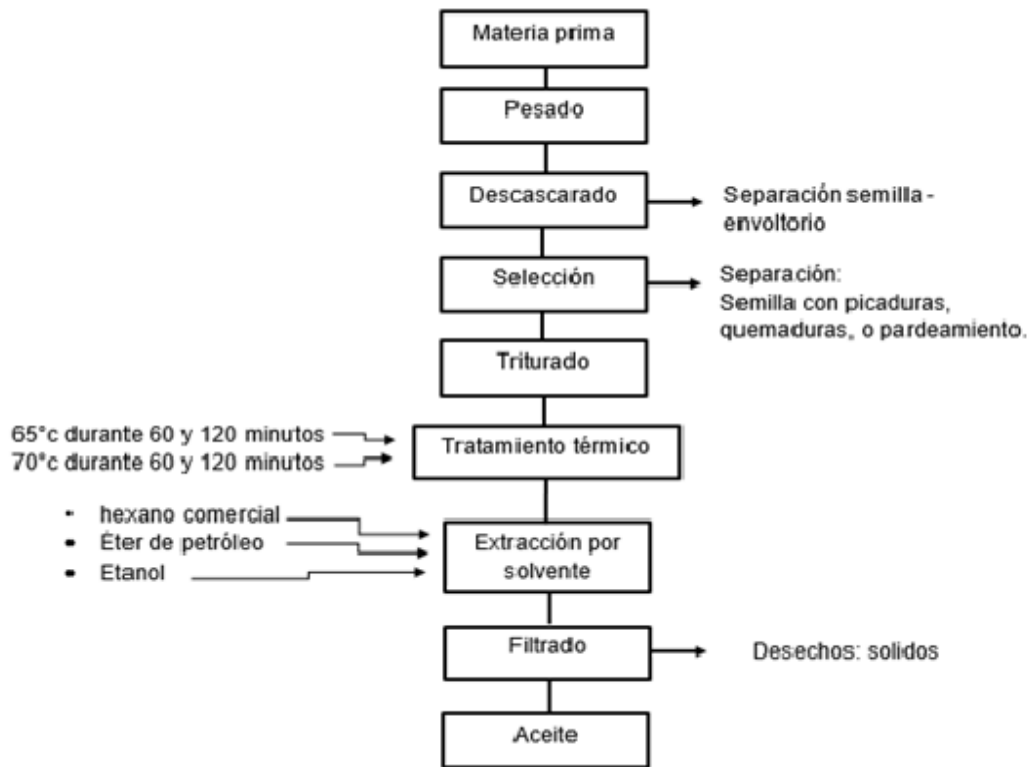 Materia prima
Pesado
Descascarado
Separación semilla -
envoltorio
Selección
Separación:
Semilla con picaduras,
quemaduras, o pardeamiento.
Triturado
65°c durante 60 y 120 minutos
70°c durante 60 y 120 minutos
Tratamiento térmico
• hexano comercial
• Éter de petróleo
• Etanol
Extracción por
solvente
Filtrado
Desechos: solidos
Aceite